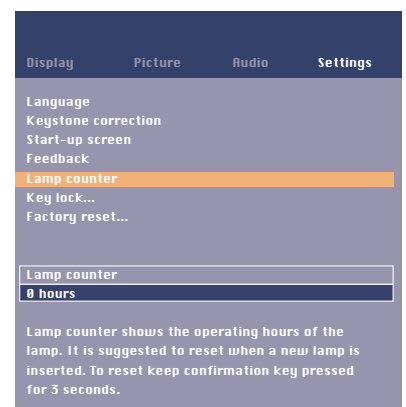 Display Picture Audio Settings
Language
Keystone correction
Start-up screen
Feedback
Lamp counter
Key lock...
Factory reset...
Lamp counter
0 hours
Lamp counter shows the operating hours of the
lamp. It is suggested to reset when a new lamp is
inserted. To reset keep confirmation key pressed
for 3 seconds.